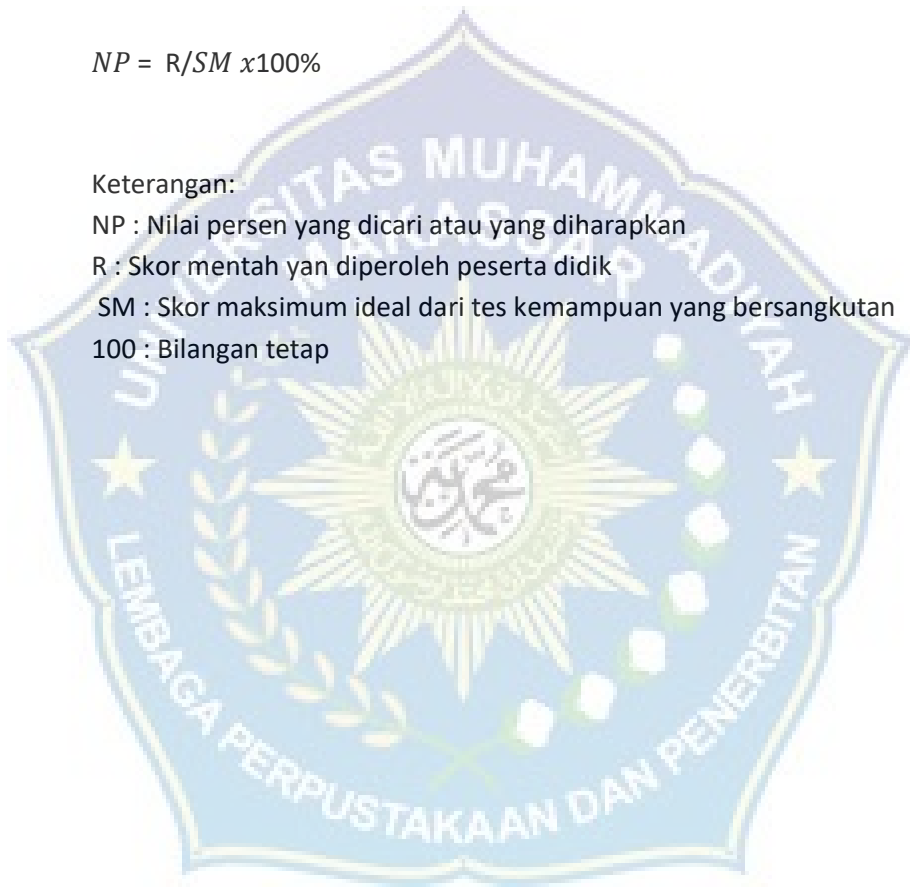 NP = R/SM x100%
Keterangan:
NP : Nilai persen yang dicari atau yang diharapkan
R : Skor mentah yan diperoleh peserta didik
SM : Skor maksimum ideal dari tes kemampuan yang bersangkutan
100 : Bilangan tetap
UNIVERSITAS MUHAMMADIYAH
MAKASSAR
LEMBAGA PERPUSTAKAAN DAN PENERBITAN